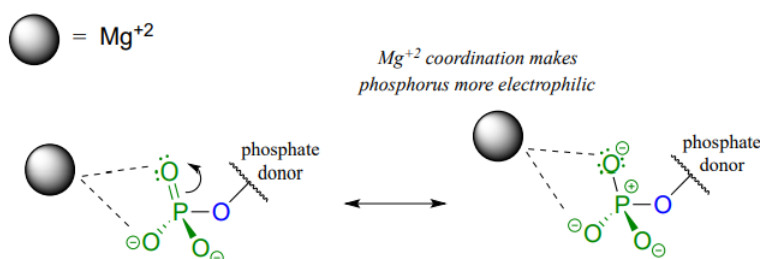 = Mg+2
Mg+2 coordination makes
phosphorus more electrophilic
phosphate
donor
O
P
O
⊖O
O⊖
phosphate
donor
O⊖
⊕
P
O
⊖O
O⊖